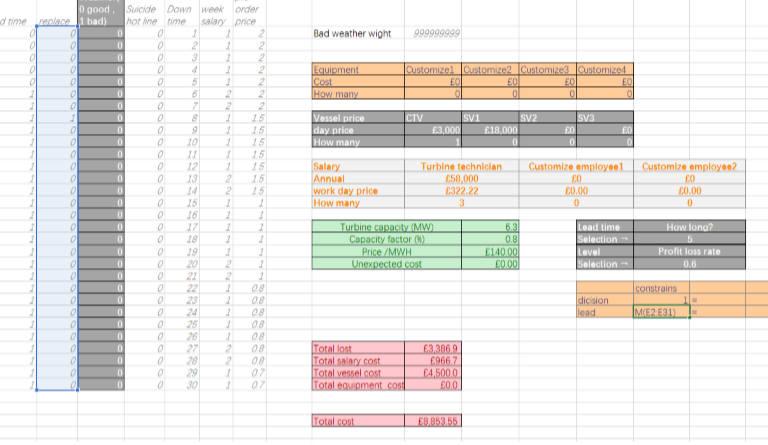 0 good, Suicide Down week order
d time replace 1 bad) hot line time salary price
0 0 0 0 1 1 2 Bad weather wight 999999999
0 0 0 0 2 1 2
0 0 0 0 3 1 2
0 0 0 0 4 1 2 Equipment Customize1 Customize2 Customize3 Customize4
0 0 0 0 5 1 2 Cost £0 £0 £0 £0
1 0 0 0 6 2 2 How many 0 0 0 0
1 0 0 0 7 2 2
1 1 0 0 8 1 1.5 Vessel price CTV SV1 SV2 SV3
1 0 0 0 9 1 1.5 day price £3,000 £18,000 £0 £0
1 0 0 0 10 1 1.5 How many 1 0 0 0
1 0 0 0 11 1 1.5
1 0 0 0 12 1 1.5 Salary Turbine technician Customize employee1 Customize employee2
1 0 0 0 13 2 1.5 Annual £58,000 £0 £0
1 0 0 0 14 2 1.5 work day price £322.22 £0.00 £0.00
1 0 0 0 15 1 1 How many 3 0 0
1 0 0 0 16 1 1
1 0 0 0 17 1 1 Turbine capacity (MW) 6.3 Lead time How long?
1 0 0 0 18 1 1 Capacity factor (%) 0.8 Selection → 5
1 0 0 0 19 1 1 Price /MWH £140.00 Level Profit loss rate
1 0 0 0 20 2 1 Unexpected cost £0.00 Selection → 0.6
1 0 0 0 21 2 1
1 0 0 0 22 1 0.8 constrains
1 0 0 0 23 1 0.8 dicision 1 =
1 0 0 0 24 1 0.8 lead M(E2:E31) =
1 0 0 0 25 1 0.8
1 0 0 0 26 1 0.8
1 0 0 0 27 2 0.8 Total lost £3,386.9
1 0 0 0 28 2 0.8 Total salary cost £966.7
1 0 0 0 29 1 0.7 Total vessel cost £4,500.0
1 0 0 0 30 1 0.7 Total equipment cost £0.0
Total cost £8,853.55